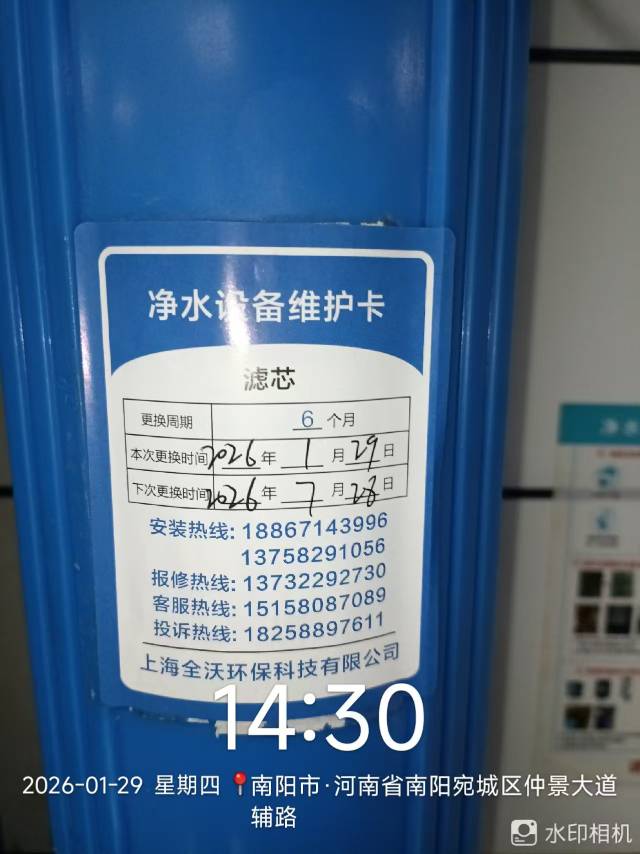 净水设备维护卡
滤芯
更换周期 6 个月
本次更换时间 2026 年 1 月 29 日
下次更换时间 2026 年 7 月 28 日
安装热线: 18867143996
13758291056
报修热线: 13732292730
客服热线: 15158087089
投诉热线: 18258897611
上海全沃环保科技有限公司
14:30
2026-01-29 星期四 南阳市·河南省南阳宛城区仲景大道
辅路
水印相机